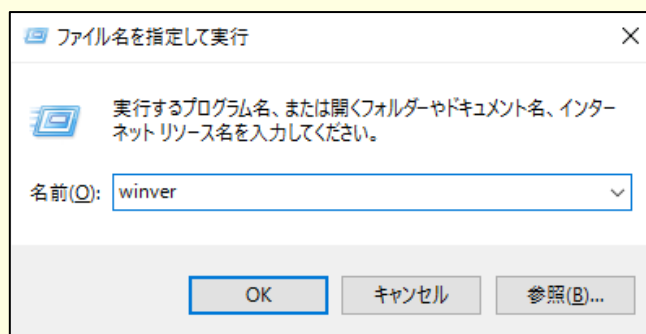 ファイル名を指定して実行
実行するプログラム名、または開くフォルダーやドキュメント名、インター
ネット リソース名を入力してください。
名前(O): winver
OK キャンセル 参照(B)...